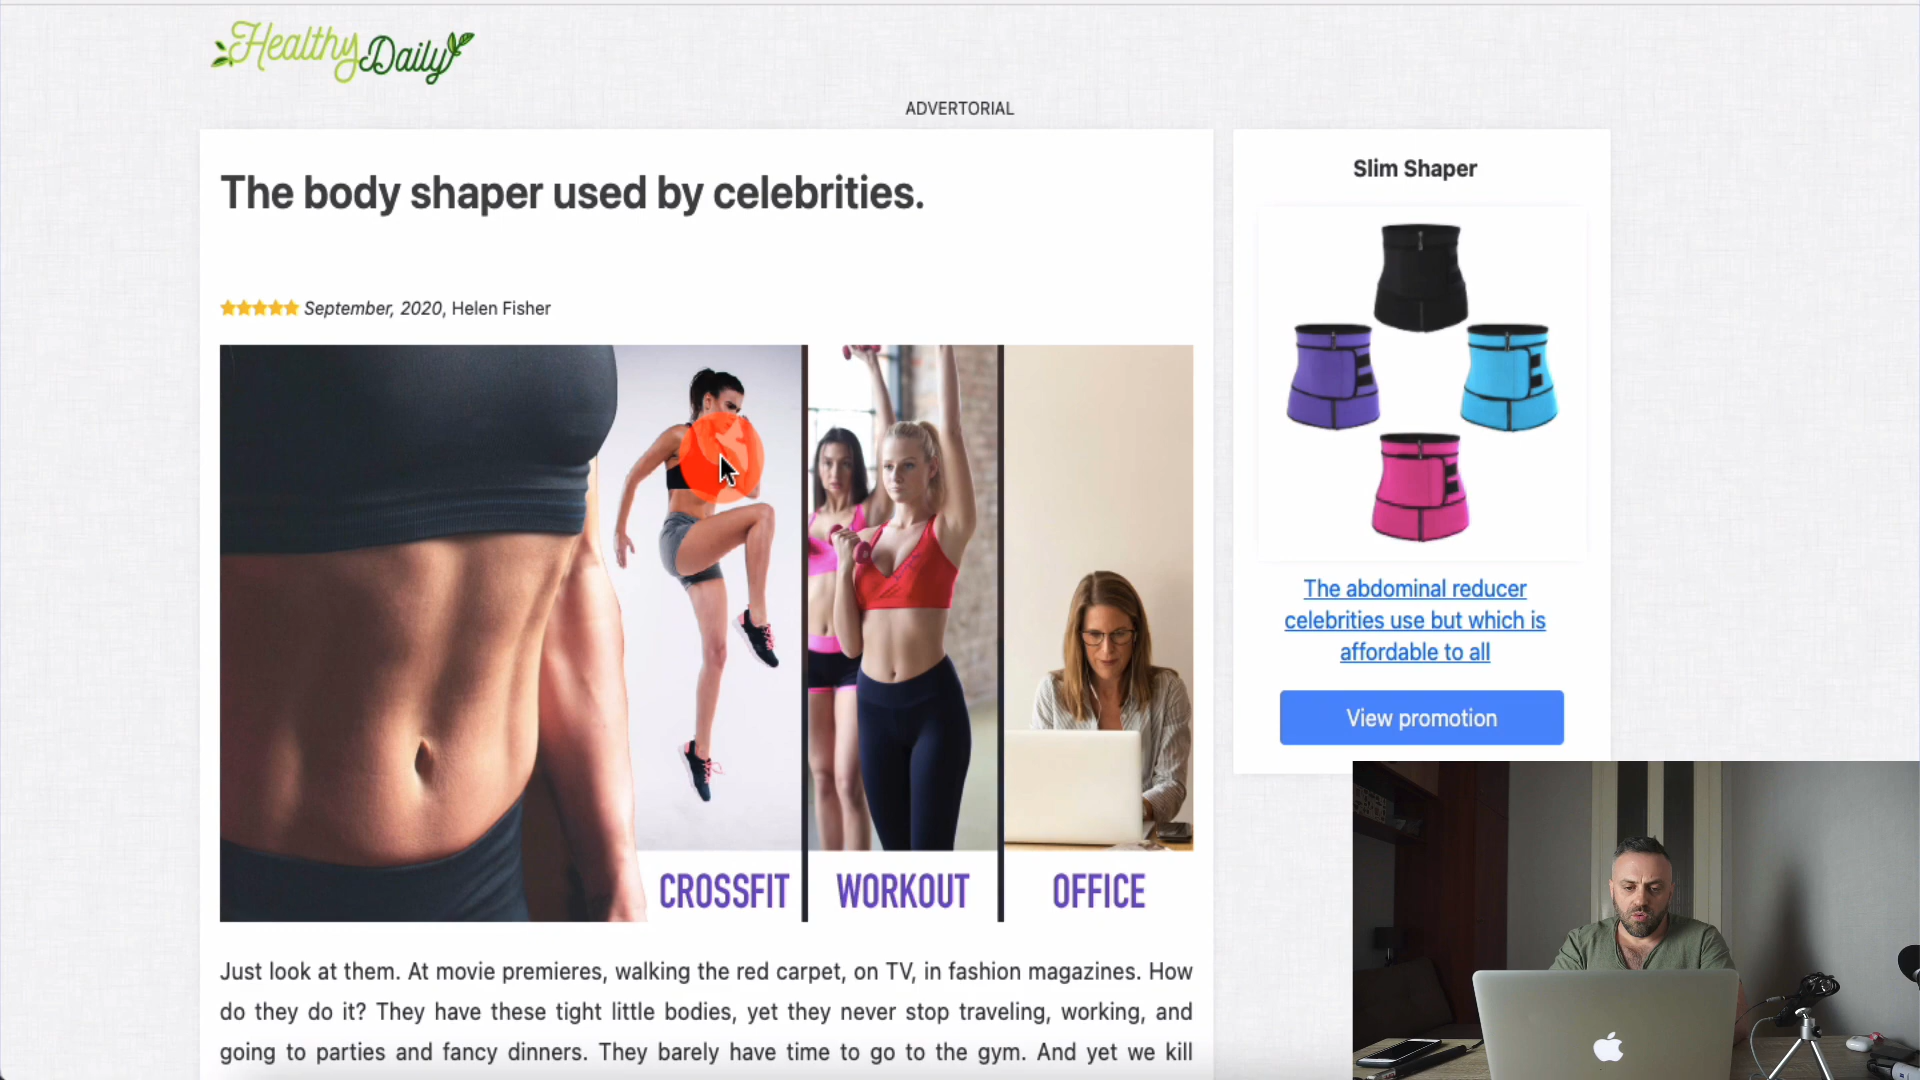 Healthy Daily
ADVERTORIAL
The body shaper used by celebrities.
September, 2020, Helen Fisher
CROSSFIT
WORKOUT
OFFICE
Just look at them. At movie premieres, walking the red carpet, on TV, in fashion magazines. How
do they do it? They have these tight little bodies, yet they never stop traveling, working, and
going to parties and fancy dinners. They barely have time to go to the gym. And yet we kill
Slim Shaper
The abdominal reducer
celebrities use but which is
affordable to all
View promotion